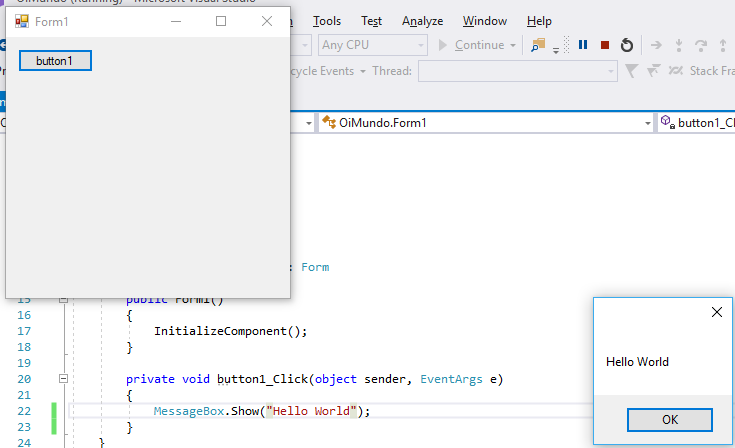 OiMundo (Running) - Microsoft Visual Studio
Form1
Tools Test Analyze Window Help
Any CPU Continue
button1
cycle Events Thread: Stack Fra
OiMundo.Form1 button1_Cl
: Form
15 public Form1()
16 {
17 InitializeComponent();
18 }
19
20 private void button1_Click(object sender, EventArgs e)
21 {
22 MessageBox.Show("Hello World");
23 }
24 }
Hello World
OK